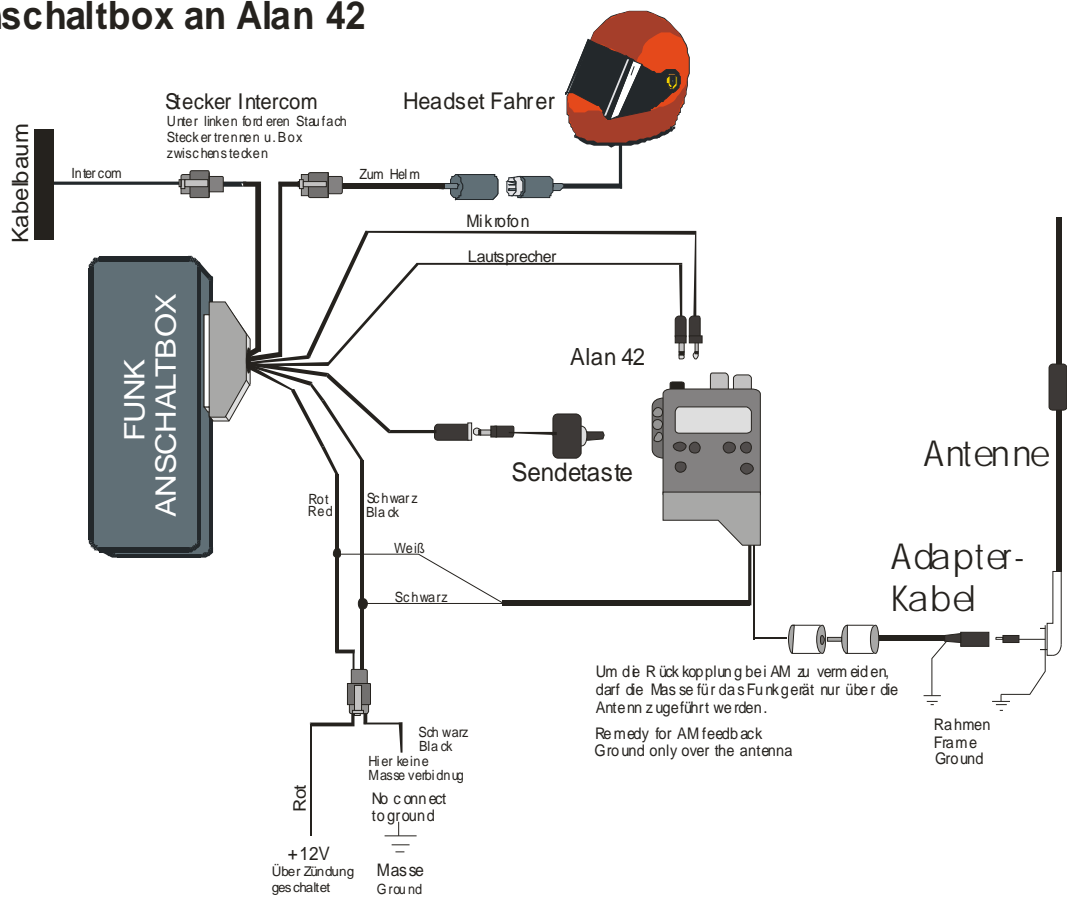 nschaltbox an Alan 42
Stecker Intercom
Unter linken forderen Staufach
Stecker trennen u. Box
zwischenstecken
Headset Fahrer
Kabelbaum
Intercom
Zum Helm
Mikrofon
Lautsprecher
FUNK
ANSCHALTBOX
Alan 42
Sendetaste
Antenne
Rot
Red
Schwarz
Black
Weiß
Schwarz
Adapter-
Kabel
Um die Rückkopplung bei AM zu vermeiden,
darf die Masse für das Funkgerät nur über die
Antenn zugeführt werden.
Remedy for AM feedback
Ground only over the antenna
Rahmen
Frame
Ground
Schwarz
Black
Hier keine
Masse verbidnug
No connect
to ground
Rot
+12V
Über Zündung
geschaltet
Masse
Ground